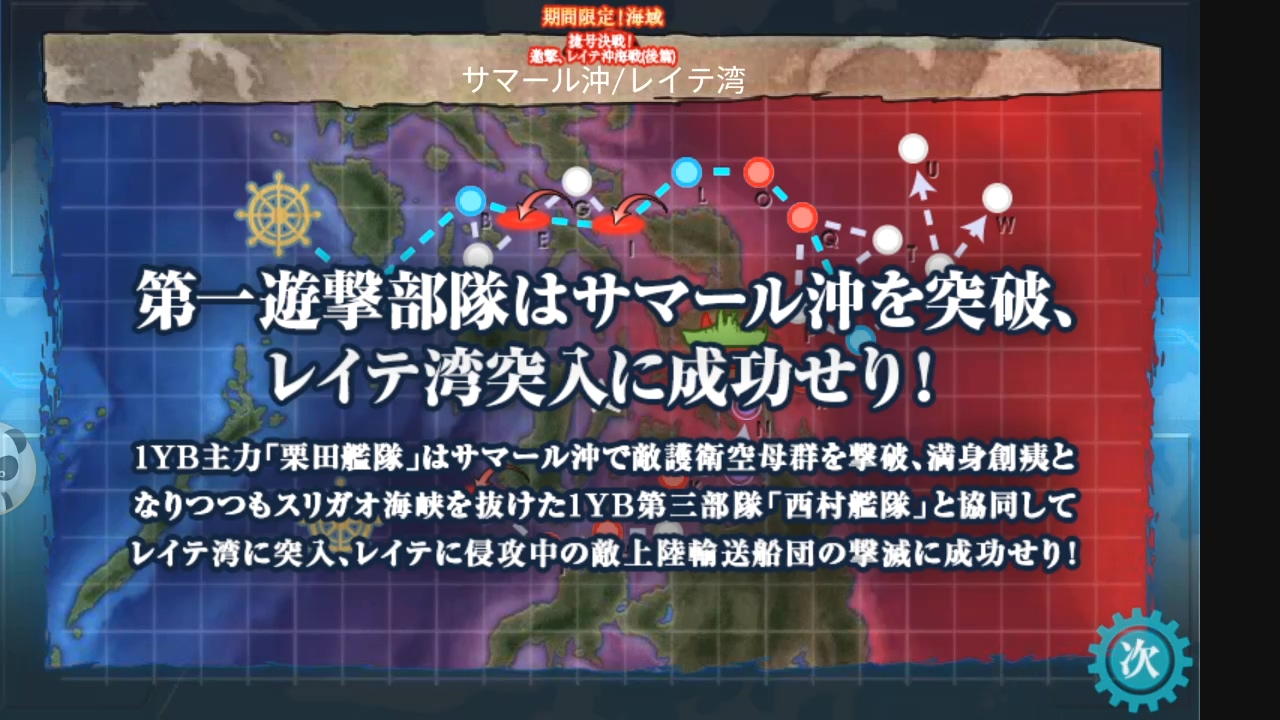 期間限定!海域
捷号決戦!
邀撃、レイテ沖海戦(後篇)
サマール沖/レイテ湾
U
W
L
O
G
B
Q
E
I
T
第一遊撃部隊はサマール沖を突破、
レイテ湾突入に成功せり!
N
1YB主力「栗田艦隊」はサマール沖で敵護衛空母群を撃破、満身創痍と
なりつつもスリガオ海峡を抜けた1YB第三部隊「西村艦隊」と協同して
レイテ湾に突入、レイテに侵攻中の敵上陸輸送船団の撃滅に成功せり!
次